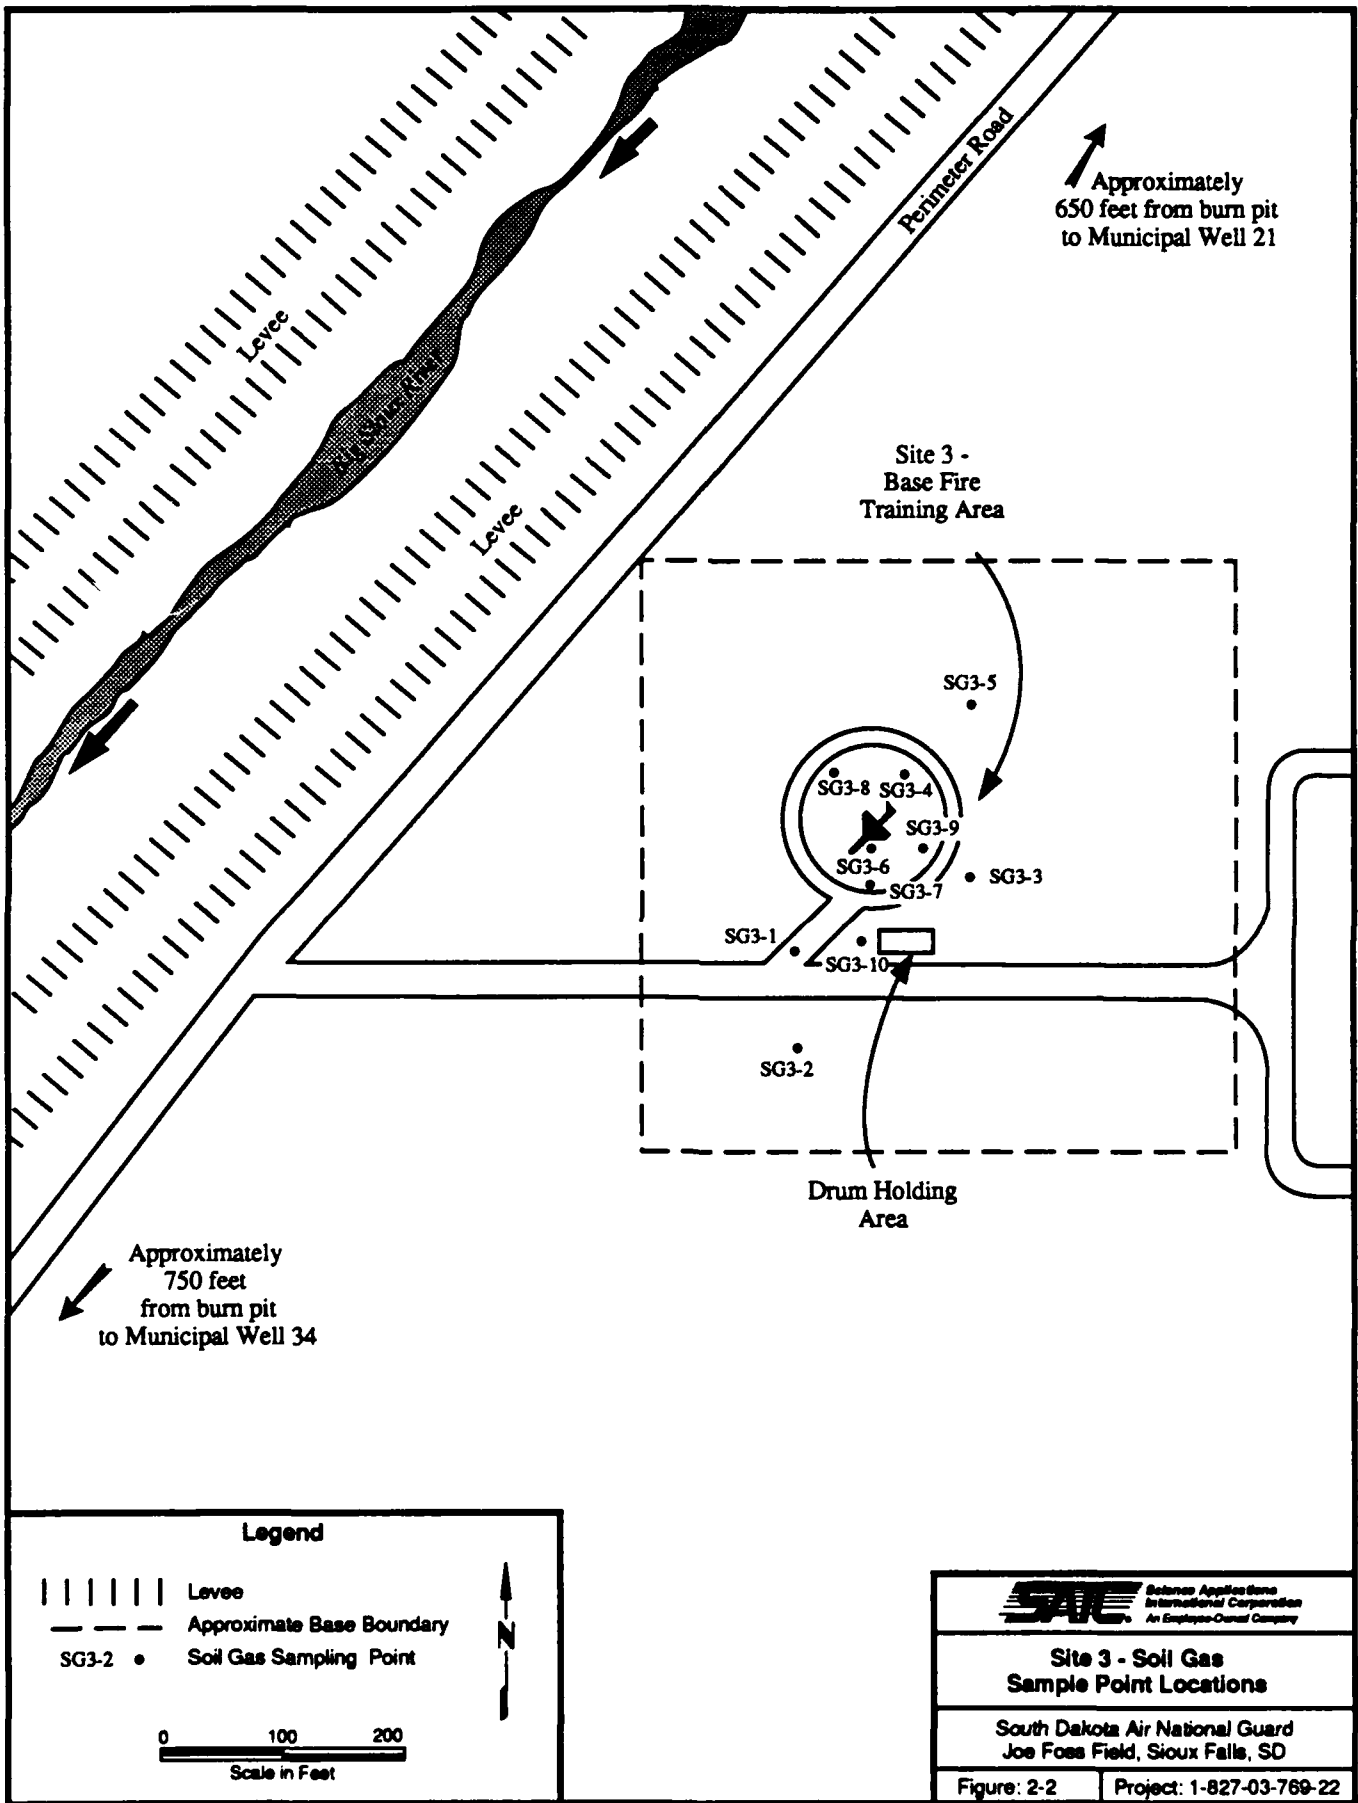 Perimeter Road
Approximately
650 feet from burn pit
to Municipal Well 21
Levee
Big Sioux River
Levee
Site 3 -
Base Fire
Training Area
SG3-5
SG3-8
SG3-4
SG3-9
SG3-6
SG3-7
SG3-3
SG3-1
SG3-10
SG3-2
Drum Holding
Area
Approximately
750 feet
from burn pit
to Municipal Well 34
Legend
Levee
Approximate Base Boundary
SG3-2 Soil Gas Sampling Point
N
0 100 200
Scale in Feet
SAIC
Science Applications
International Corporation
An Employee-Owned Company
Site 3 - Soil Gas
Sample Point Locations
South Dakota Air National Guard
Joe Foss Field, Sioux Falls, SD
Figure: 2-2
Project: 1-827-03-769-22